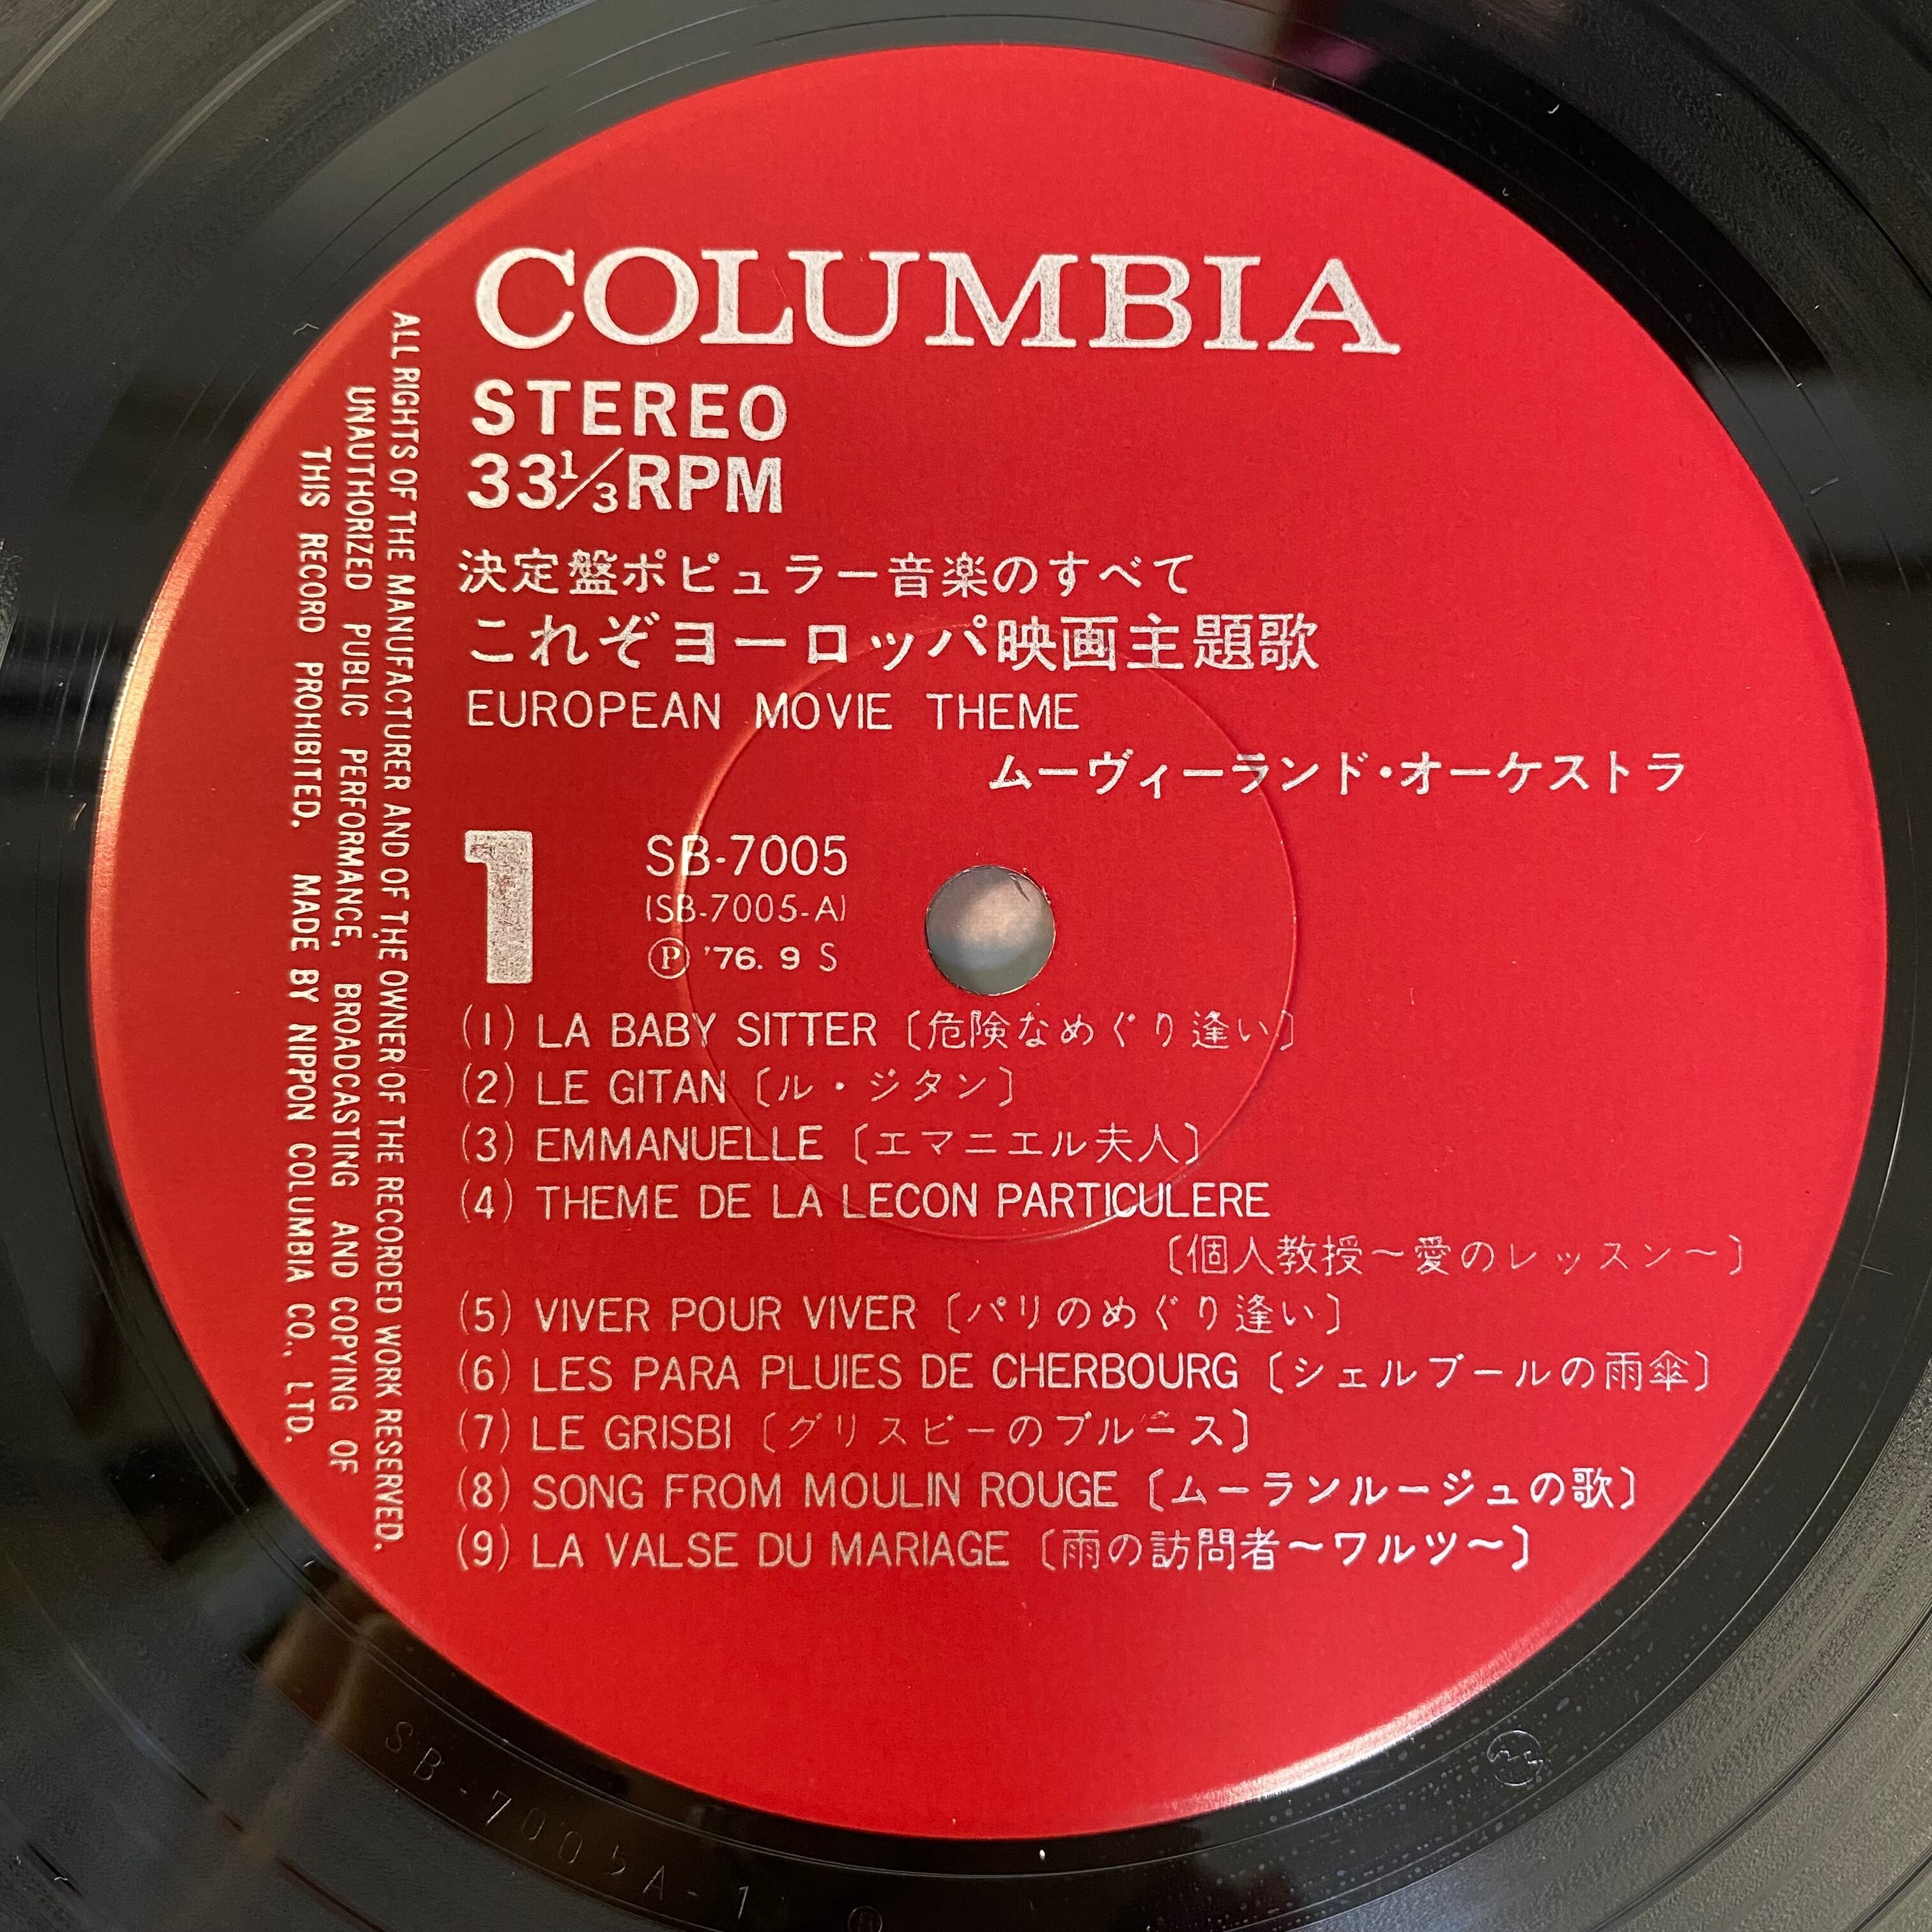 COLUMBIA
STEREO
33⅓RPM
決定盤ポピュラー音楽のすべて
これぞヨーロッパ映画主題歌
EUROPEAN MOVIE THEME
ムーヴィーランド・オーケストラ
1
SB-7005
(SB-7005-A)
Ⓟ '76. 9 S
(1) LA BABY SITTER〔危険なめぐり逢い〕
(2) LE GITAN〔ル・ジタン〕
(3) EMMANUELLE〔エマニエル夫人〕
(4) THEME DE LA LECON PARTICULERE
〔個人教授〜愛のレッスン〜〕
(5) VIVER POUR VIVER〔パリのめぐり逢い〕
(6) LES PARA PLUIES DE CHERBOURG〔シェルブールの雨傘〕
(7) LE GRISBI〔グリスビーのブルース〕
(8) SONG FROM MOULIN ROUGE〔ムーランルージュの歌〕
(9) LA VALSE DU MARIAGE〔雨の訪問者〜ワルツ〜〕
ALL RIGHTS OF THE MANUFACTURER AND OF THE OWNER OF THE RECORDED WORK RESERVED.
UNAUTHORIZED PUBLIC PERFORMANCE, BROADCASTING AND COPYING OF
THIS RECORD PROHIBITED. MADE BY NIPPON COLUMBIA CO., LTD.
SB-7005A-1